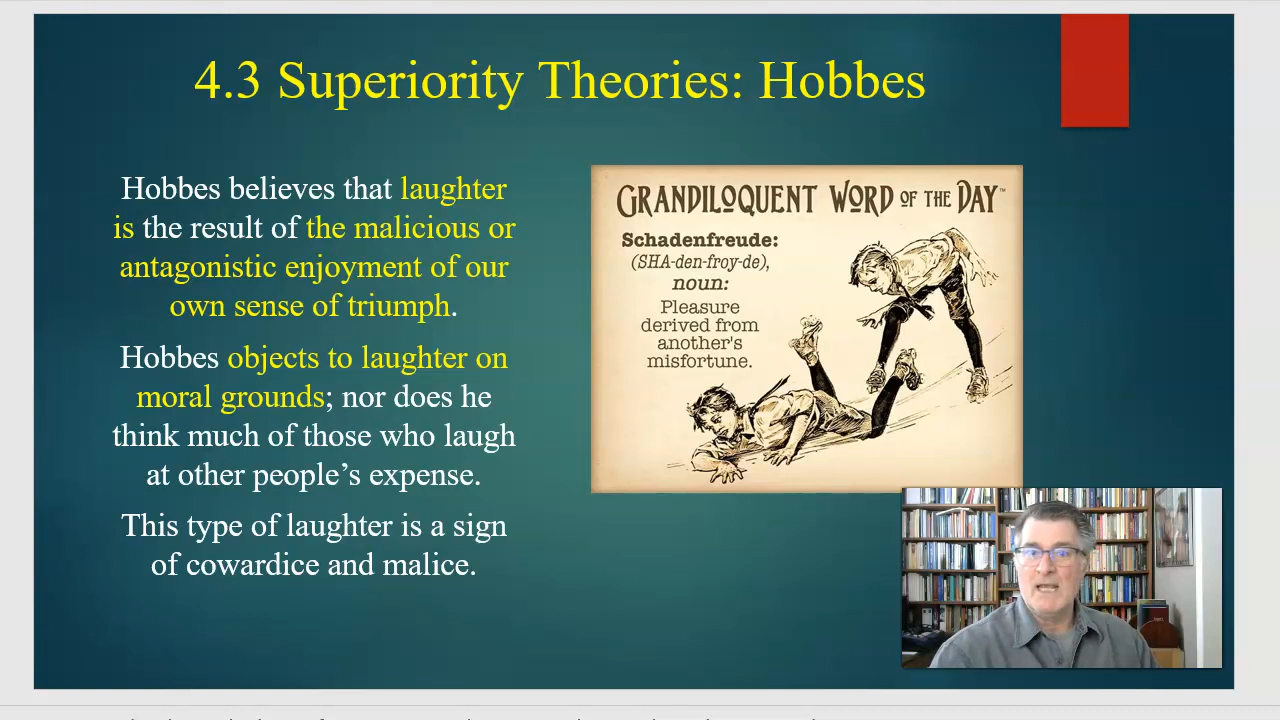 4.3 Superiority Theories: Hobbes
Hobbes believes that laughter
is the result of the malicious or
antagonistic enjoyment of our
own sense of triumph.
Hobbes objects to laughter on
moral grounds; nor does he
think much of those who laugh
at other people’s expense.
This type of laughter is a sign
of cowardice and malice.
GRANDILOQUENT WORD OF THE DAY™
Schadenfreude:
(SHA-den-froy-de),
noun:
Pleasure
derived from
another's
misfortune.